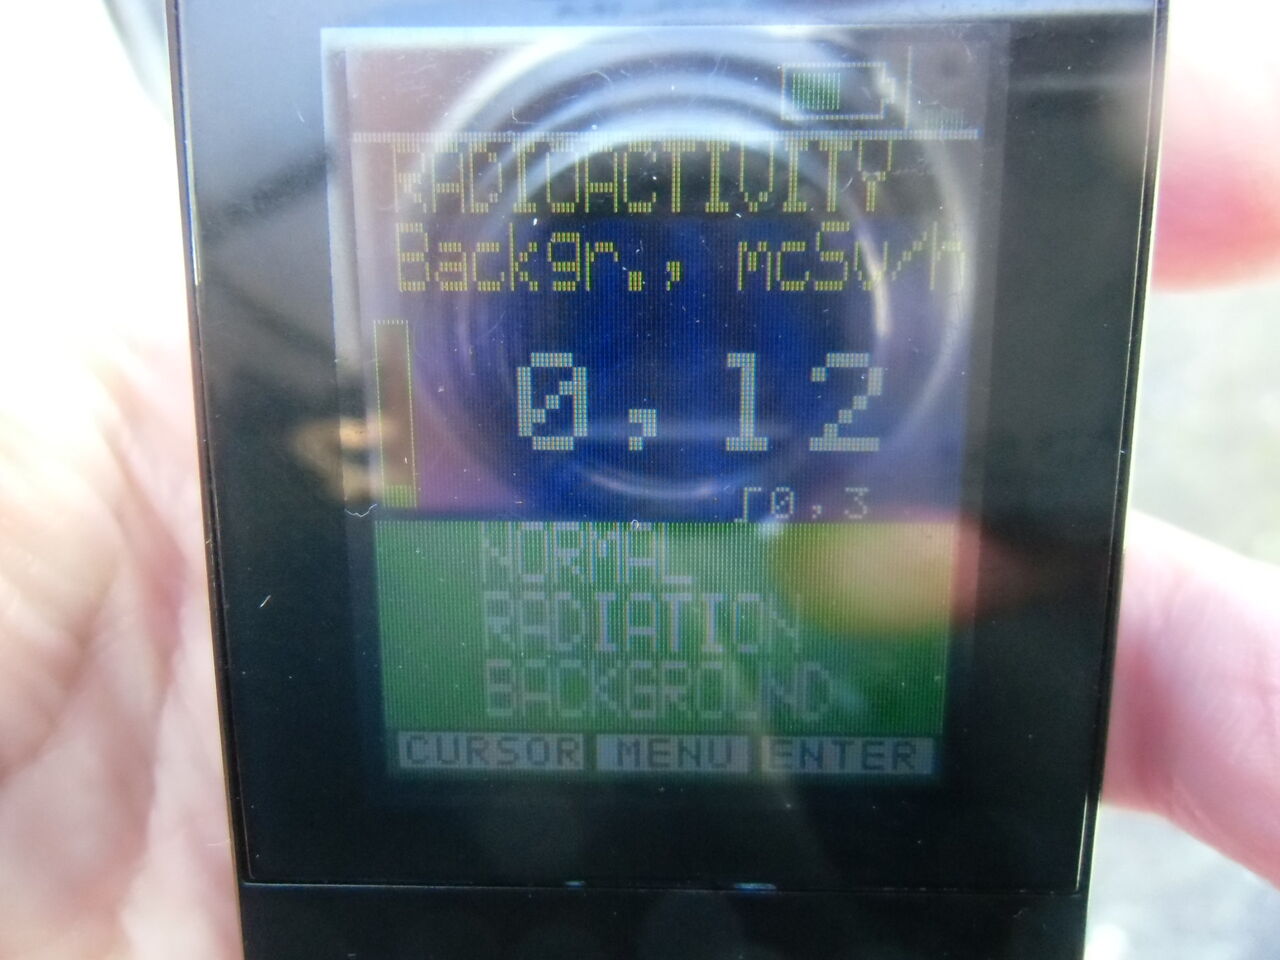 RADIOACTIVITY
Backgr., mcSv/h
0,12
┌0,3
NORMAL
RADIATION
BACKGROUND
CURSOR MENU ENTER